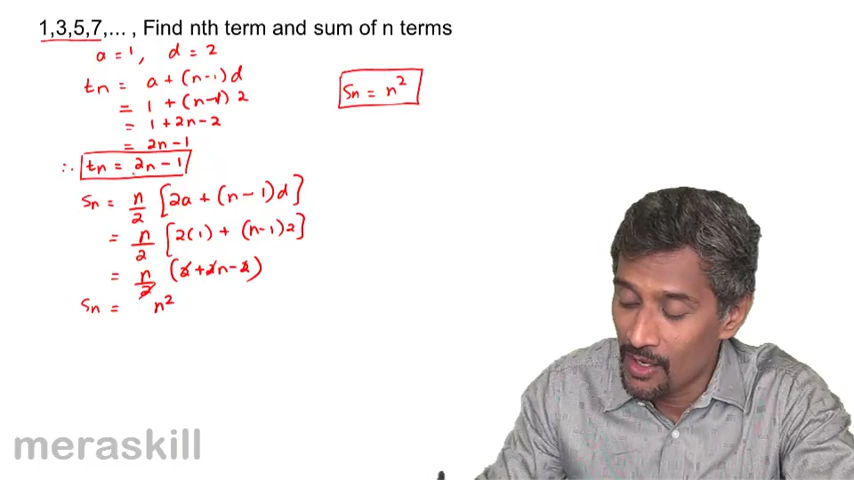 1,3,5,7,... , Find nth term and sum of n terms
a = 1, d = 2
tn = a + (n-1)d
= 1 + (n-1) 2
= 1 + 2n - 2
= 2n - 1
∴ tn = 2n - 1
Sn = n/2 [2a + (n-1)d]
= n/2 [2(1) + (n-1)2]
= n/2 (2 + 2n - 2)
Sn = n²
Sn = n²
meraskill